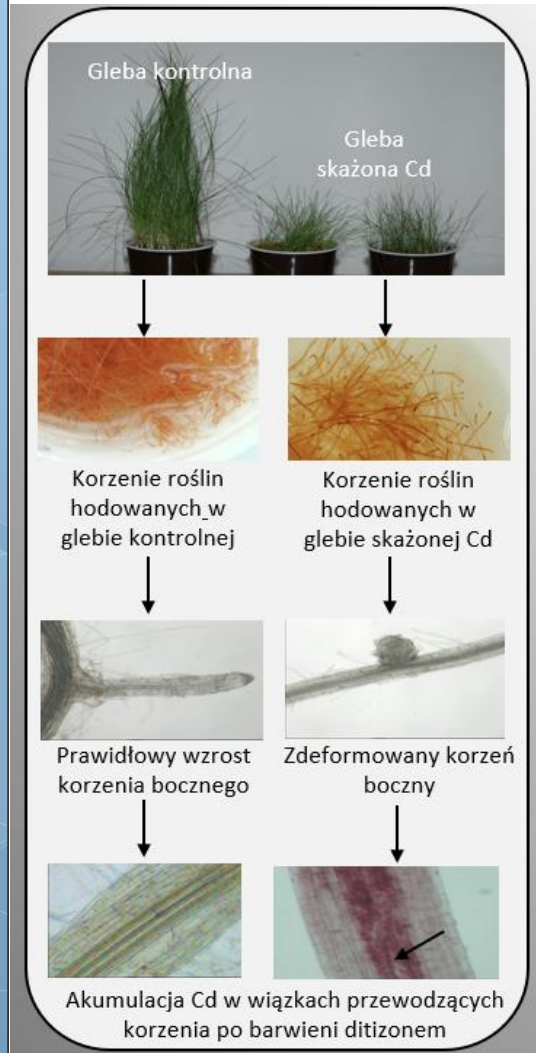 Gleba kontrolna
Gleba
skażona Cd
Korzenie roślin
hodowanych w
glebie kontrolnej
Korzenie roślin
hodowanych w
glebie skażonej Cd
Prawidłowy wzrost
korzenia bocznego
Zdeformowany korzeń
boczny
Akumulacja Cd w wiązkach przewodzących
korzenia po barwieni ditizonem